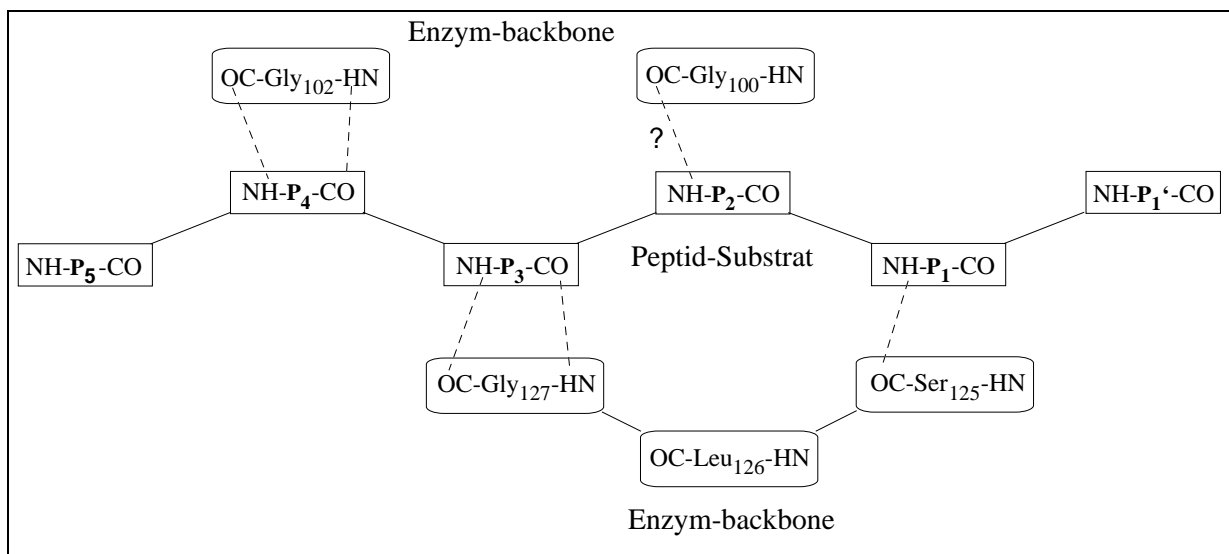 Enzym-backbone
OC-Gly102-HN OC-Gly100-HN
?
NH-P4-CO NH-P2-CO NH-P1‘-CO
NH-P5-CO NH-P3-CO Peptid-Substrat NH-P1-CO
OC-Gly127-HN OC-Ser125-HN
OC-Leu126-HN
Enzym-backbone